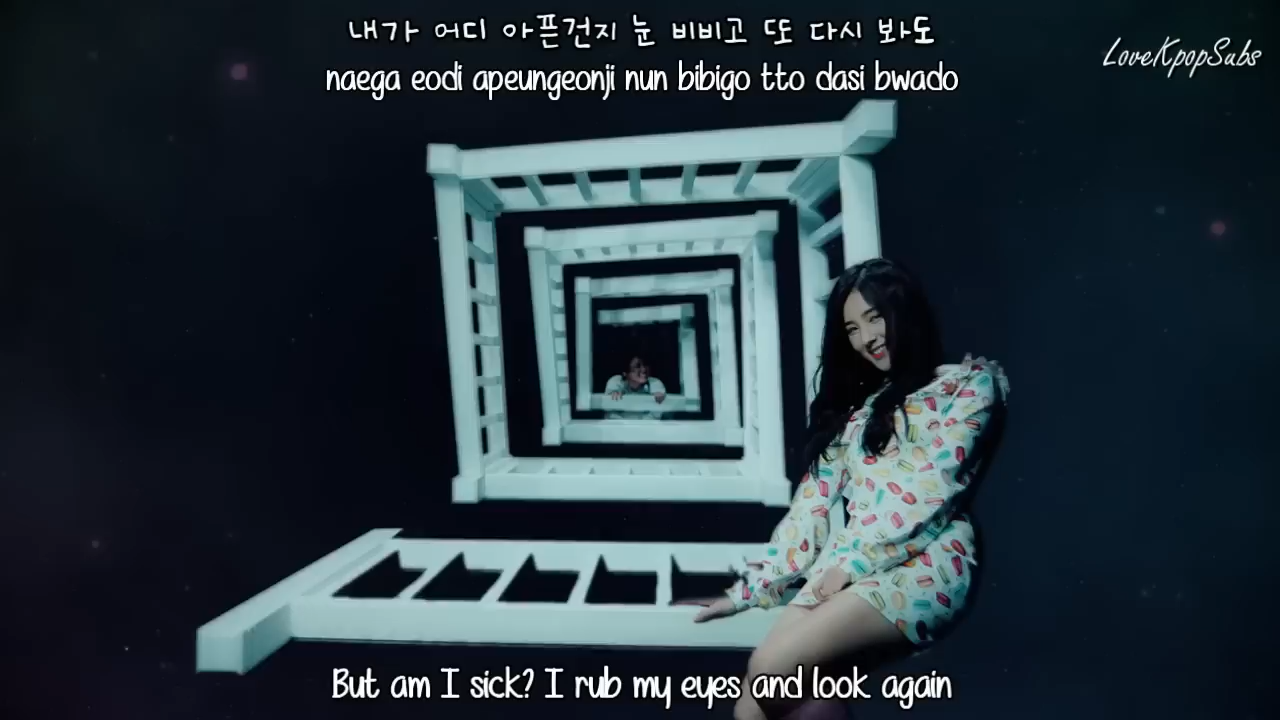 내가 어디 아픈건지 눈 비비고 또 다시 봐도
naega eodi apeungeonji nun bibigo tto dasi bwado
LoveKpopSubs
But am I sick? I rub my eyes and look again